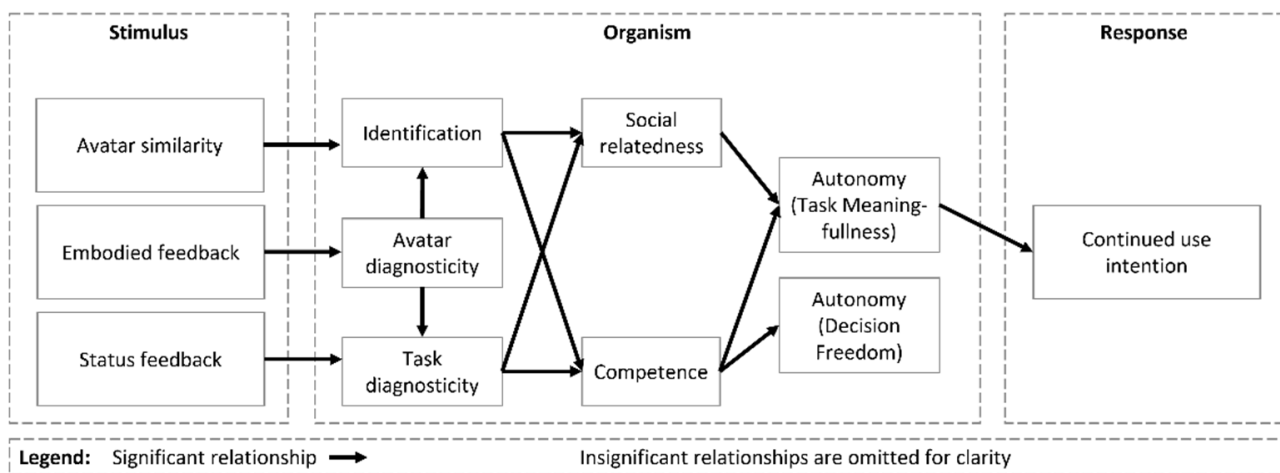 Stimulus
Organism
Response
Avatar similarity
Embodied feedback
Status feedback
Identification
Avatar
diagnosticity
Task
diagnosticity
Social
relatedness
Competence
Autonomy
(Task Meaning-
fullness)
Autonomy
(Decision
Freedom)
Continued use
intention
Legend: Significant relationship
Insignificant relationships are omitted for clarity